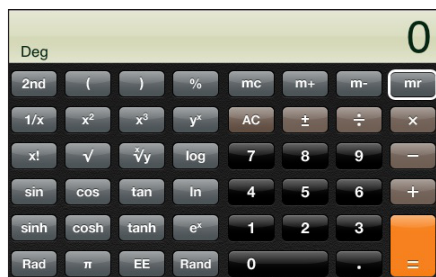 0
Deg
2nd ( ) % mc m+ m- mr
1/x x² x³ yˣ AC ± ÷ ×
x! √ ˣ√y log 7 8 9 −
sin cos tan ln 4 5 6 +
sinh cosh tanh eˣ 1 2 3 =
Rad π EE Rand 0 .